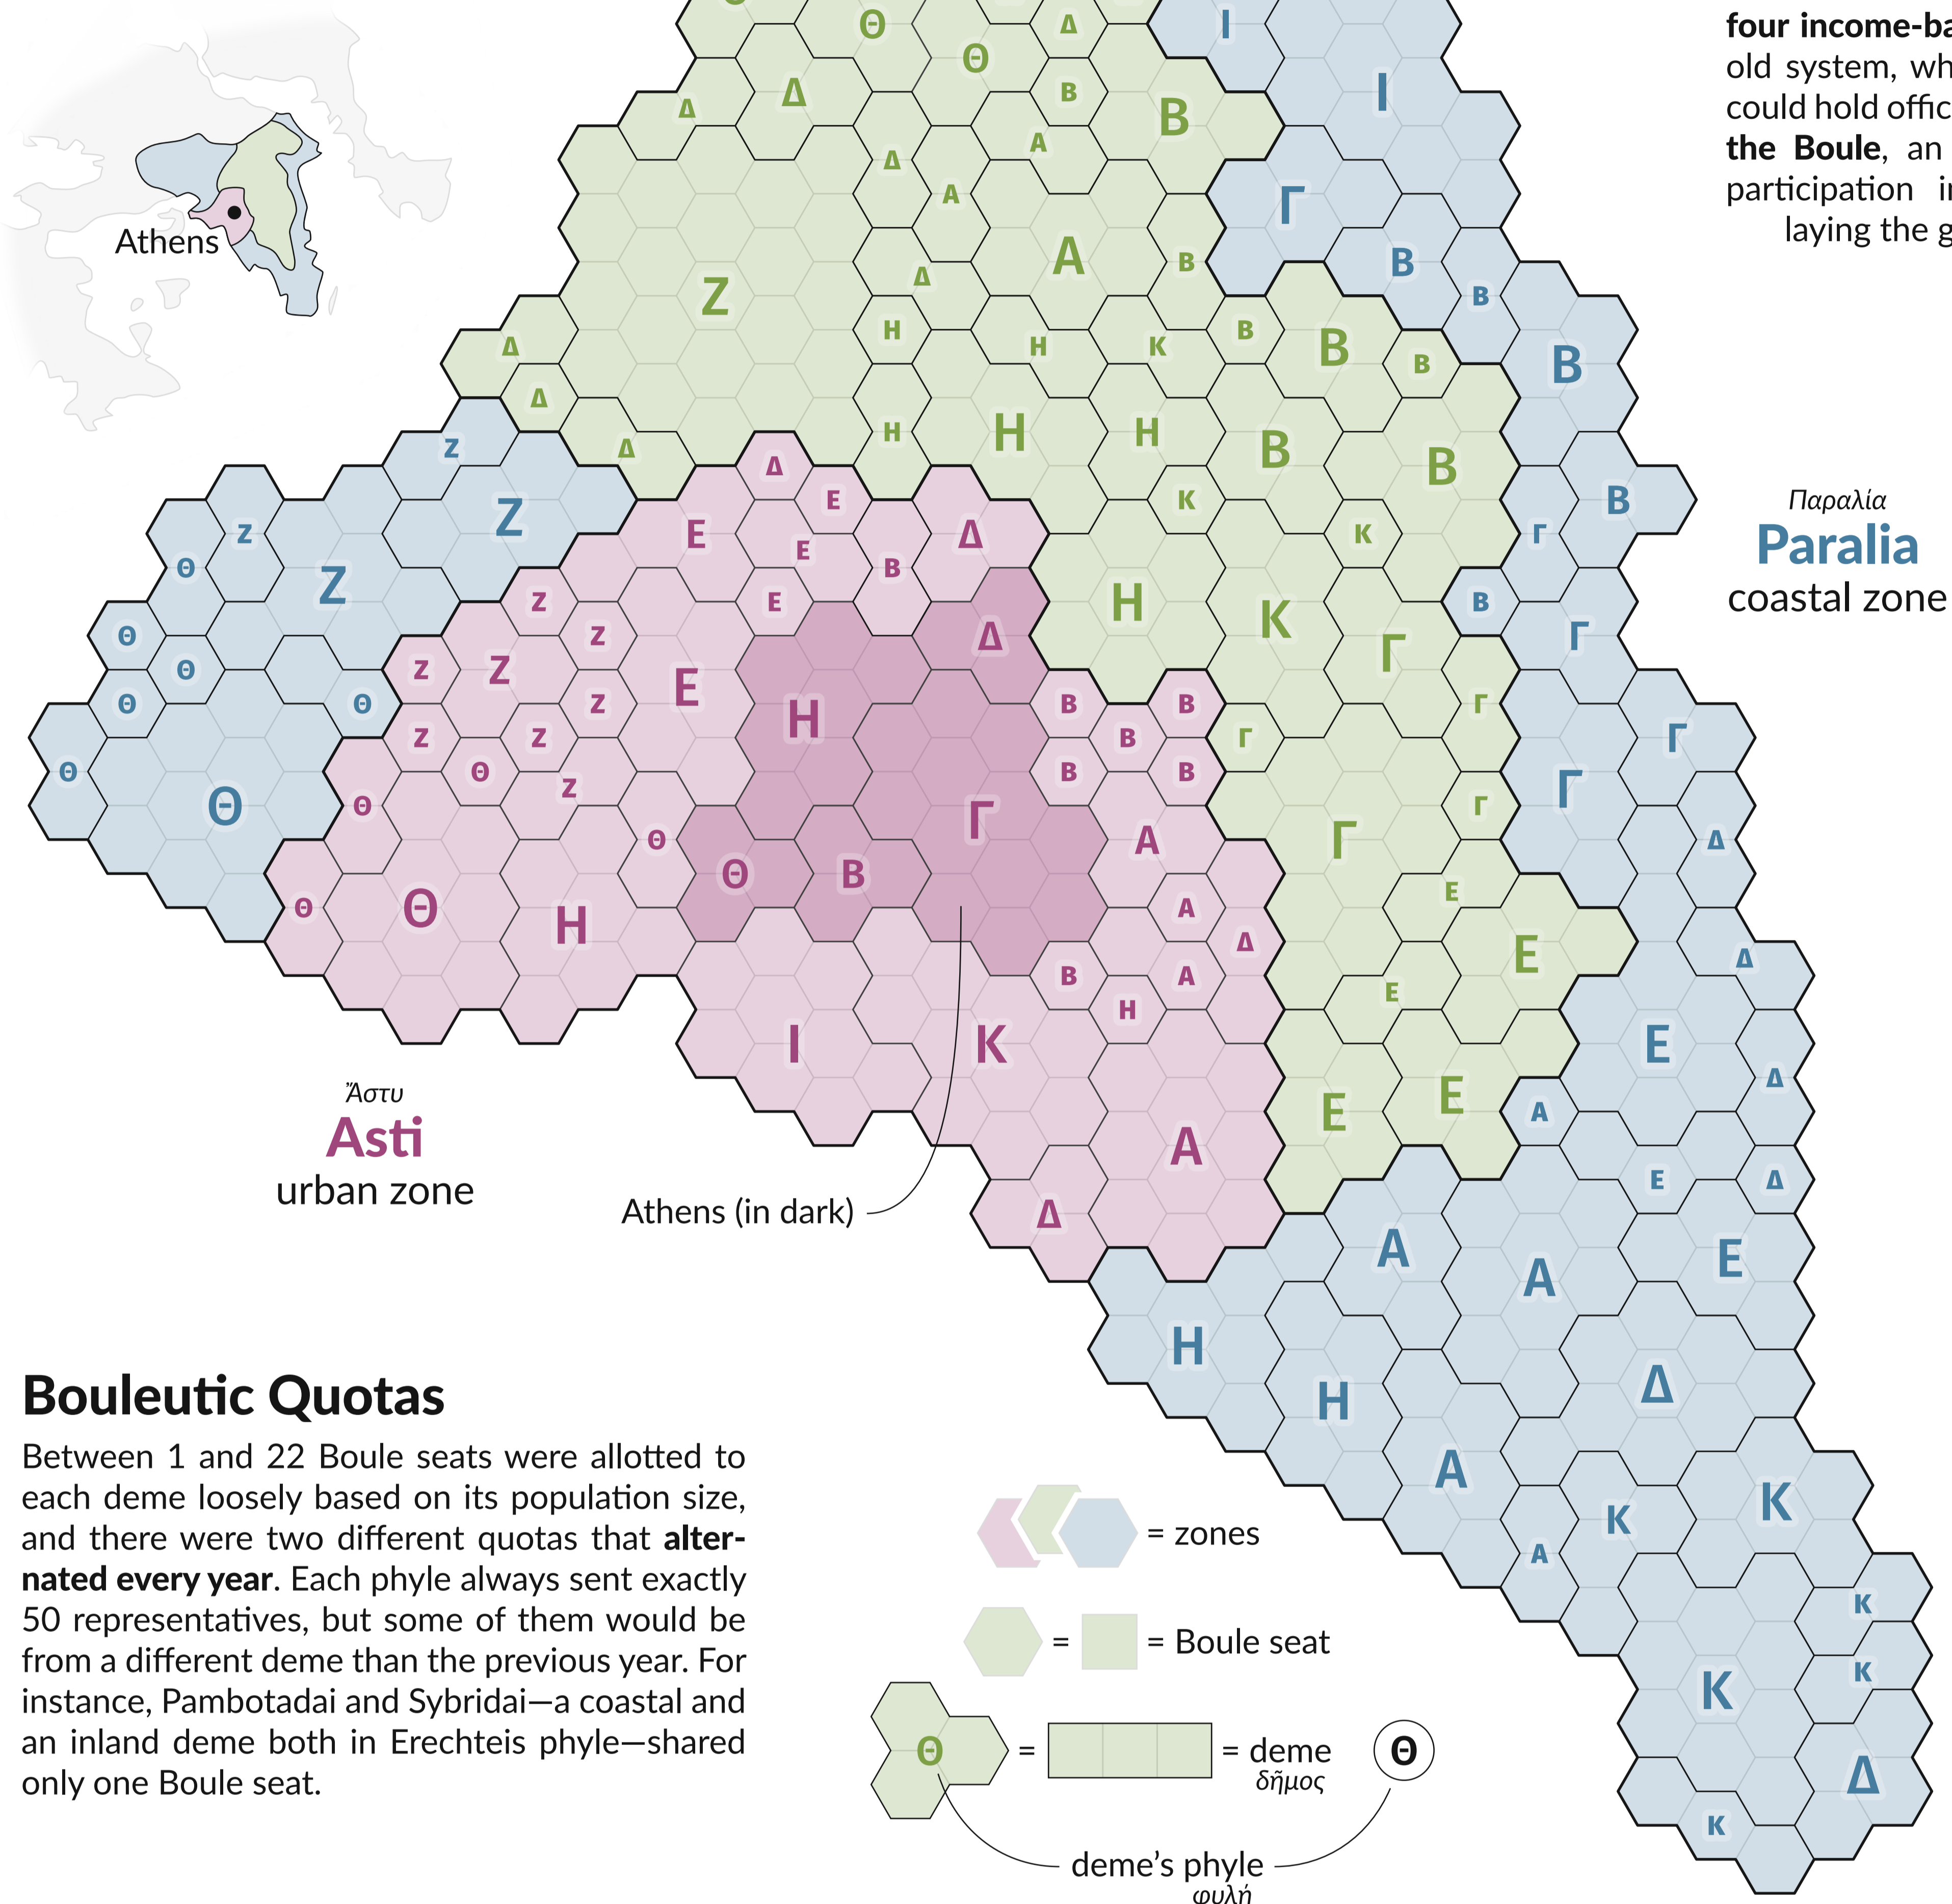 four income-ba
old system, wh
could hold offic
the Boule, an
participation in
laying the g
Athens
Θ Δ Ι
Θ
Δ Δ Β Β Ι
Α
Δ
Α Γ
Α Β Β
Δ Β
Ζ
Η Β
Δ Η Κ Β Β Β
Δ
Ζ Δ Η Η Η Β Β
Δ
Ζ Ε Κ Β
Ζ Ε Δ Κ Γ
Ε
Θ Ζ Β
Ζ Ε Η Κ Β
Θ Ζ Δ Γ
Θ Ζ Ζ Ε Γ
Θ Θ Ζ Η Β Β Γ
Ζ Ζ Β Γ Γ
Θ Θ Ζ Β Β Γ
Θ Θ Γ Γ
Θ Α Γ Δ
Θ Β Ε
Θ Θ Η Α
Δ Ε Δ
Β Α Ε
Η
Ι Κ Ε
Δ
Ε Ε Α
Α
Ε Δ
Δ
Α Α Ε
Η
Η Δ
Α Κ
Κ
Α
Κ
Κ
Κ
Δ
Κ
Παραλία
Paralia
coastal zone
Ἄστυ
Asti
urban zone
Athens (in dark)
Bouleutic Quotas
Between 1 and 22 Boule seats were allotted to
each deme loosely based on its population size,
and there were two different quotas that alter-
nated every year. Each phyle always sent exactly
50 representatives, but some of them would be
from a different deme than the previous year. For
instance, Pambotadai and Sybridai—a coastal and
an inland deme both in Erechteis phyle—shared
only one Boule seat.
= zones
= = Boule seat
Θ = = deme Θ
δῆμος
deme's phyle
φυλή